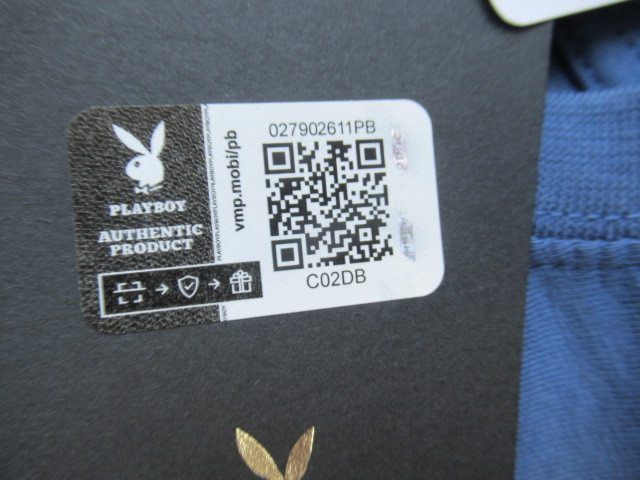 PLAYBOY
AUTHENTIC
PRODUCT
vmp.mobi/pb
027902611PB
C02DB